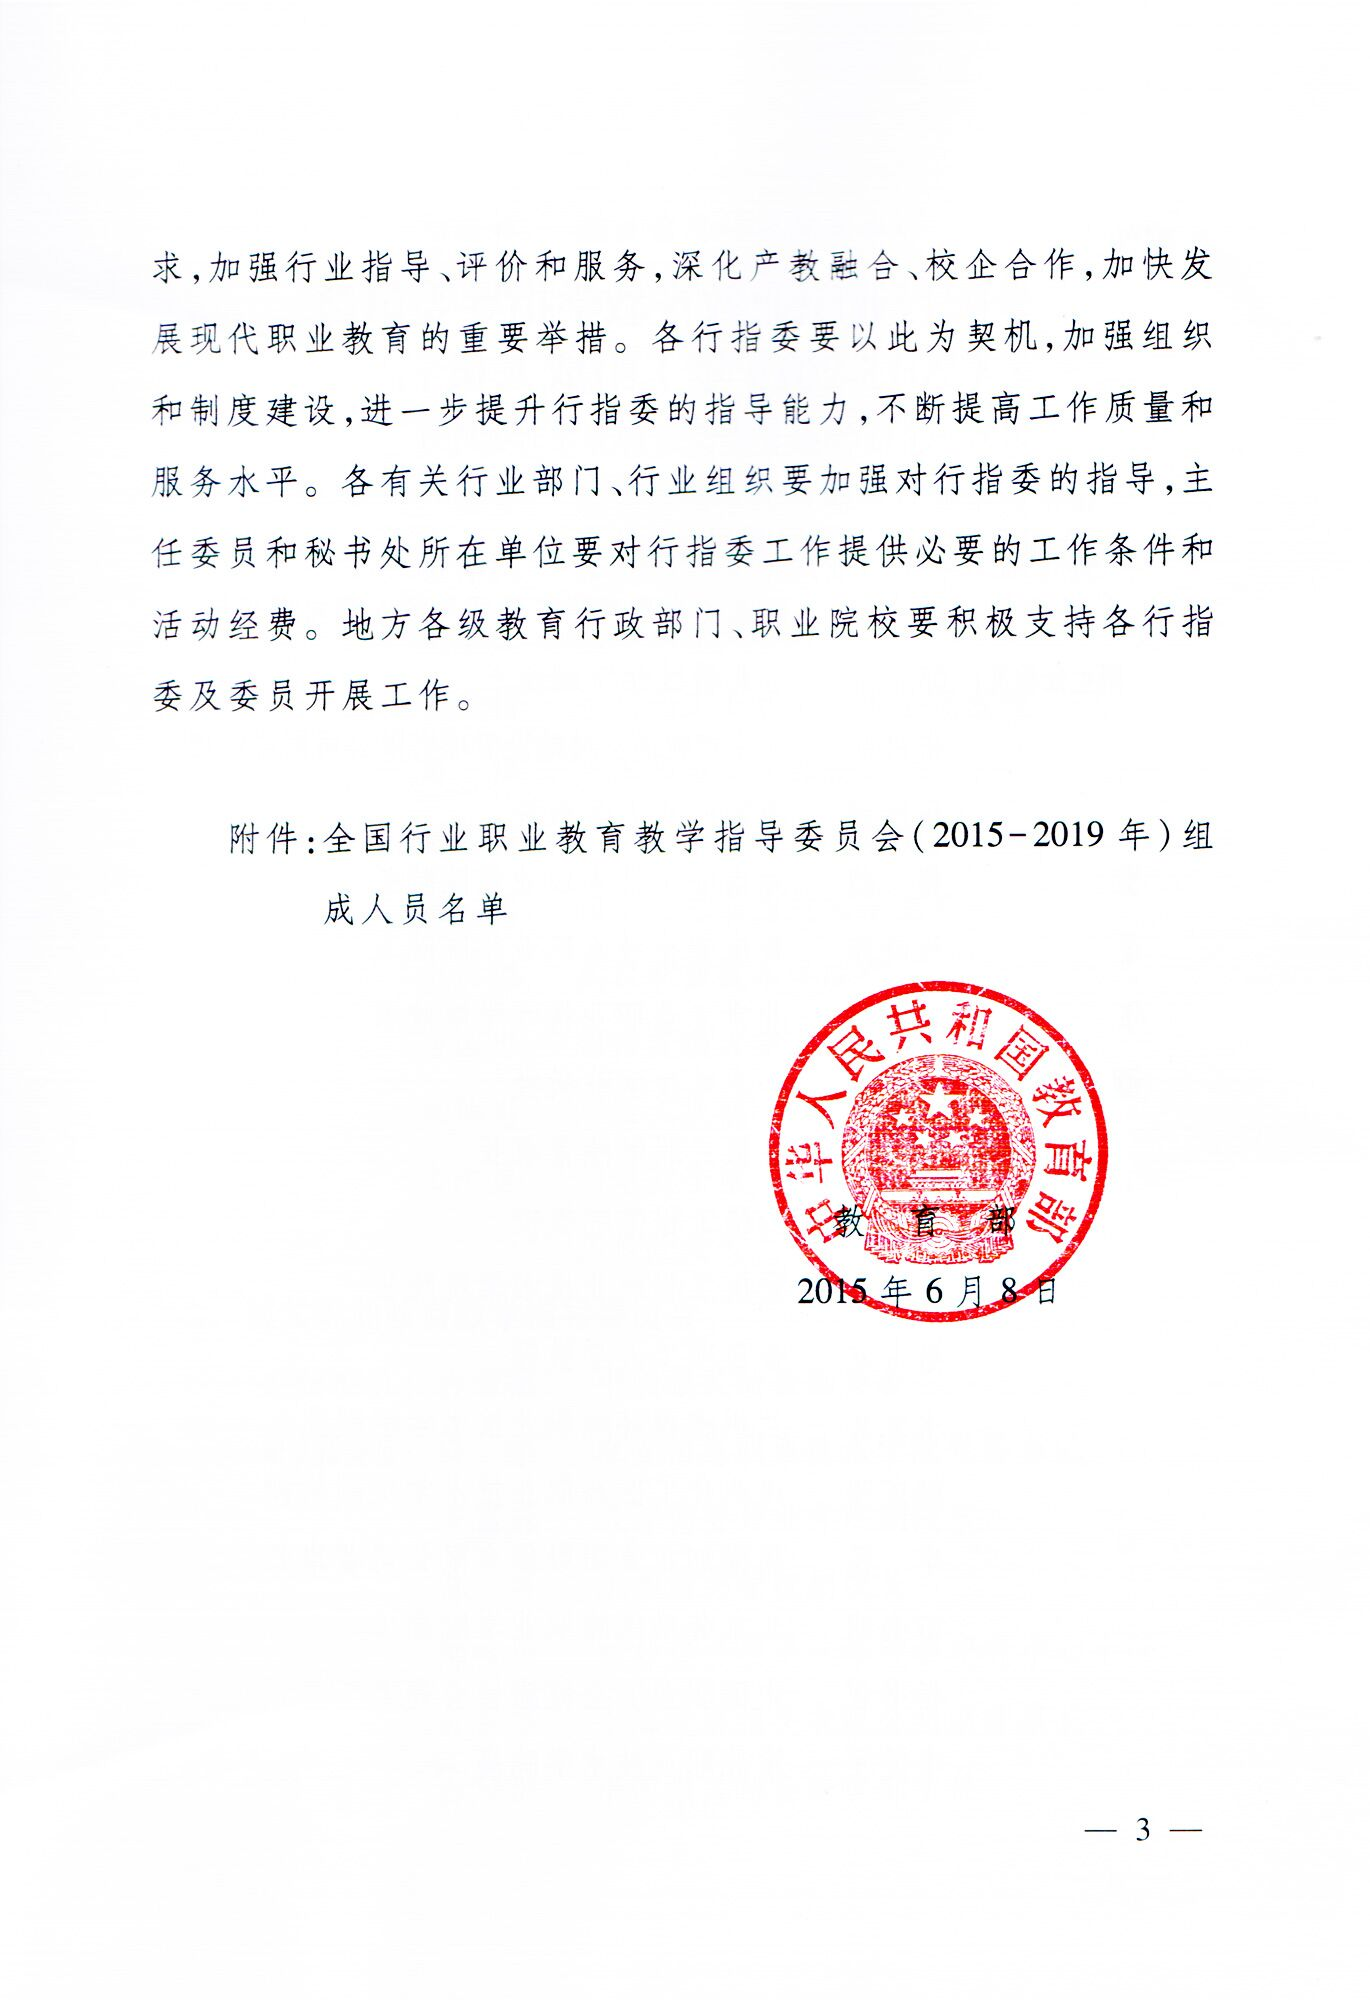 求,加强行业指导、评价和服务,深化产教融合、校企合作,加快发
展现代职业教育的重要举措。各行指委要以此为契机,加强组织
和制度建设,进一步提升行指委的指导能力,不断提高工作质量和
服务水平。各有关行业部门、行业组织要加强对行指委的指导,主
任委员和秘书处所在单位要对行指委工作提供必要的工作条件和
活动经费。地方各级教育行政部门、职业院校要积极支持各行指
委及委员开展工作。
附件:全国行业职业教育教学指导委员会(2015-2019 年)组
成人员名单
中华人民共和国教育部
教 育 部
2015 年 6 月 8 日
— 3 —